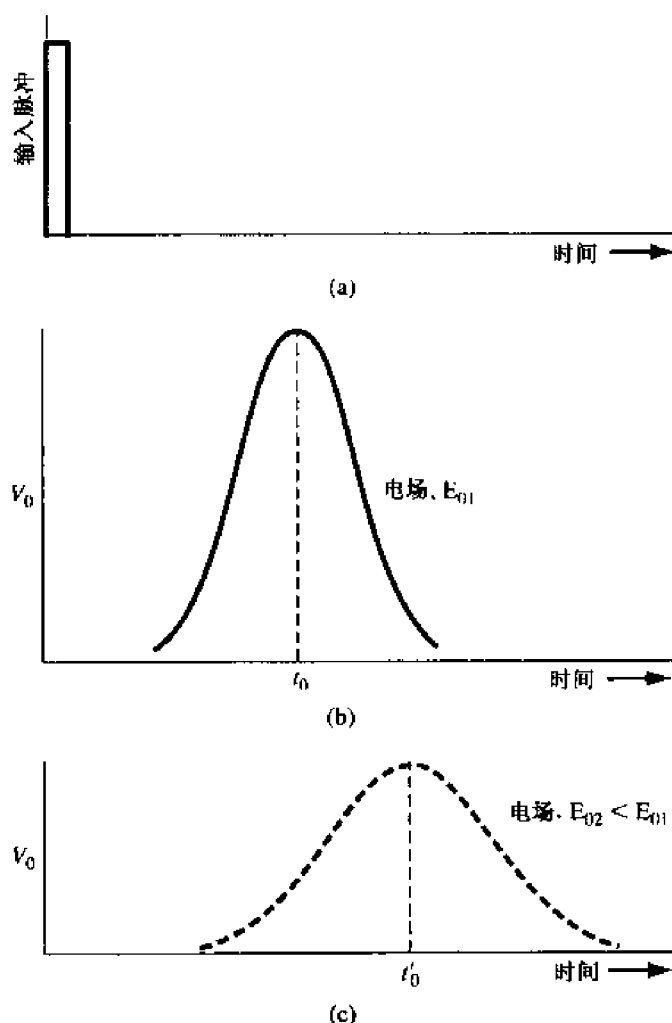 输入脉冲
时间
(a)
V₀
电场、E₀₁
t₀
时间
(b)
V₀
电场、E₀₂ < E₀₁
t′₀
时间
(c)